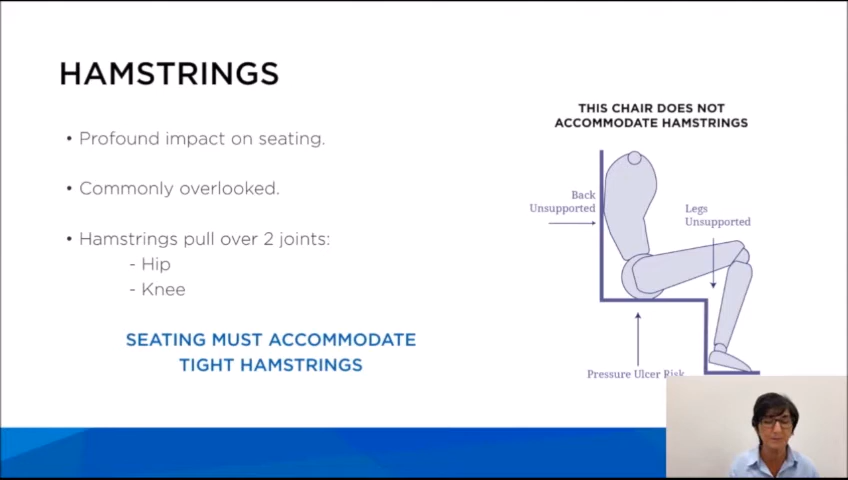 HAMSTRINGS
• Profound impact on seating.
• Commonly overlooked.
• Hamstrings pull over 2 joints:
- Hip
- Knee
SEATING MUST ACCOMMODATE
TIGHT HAMSTRINGS
THIS CHAIR DOES NOT
ACCOMMODATE HAMSTRINGS
Back
Unsupported
Legs
Unsupported
Pressure Ulcer Risk